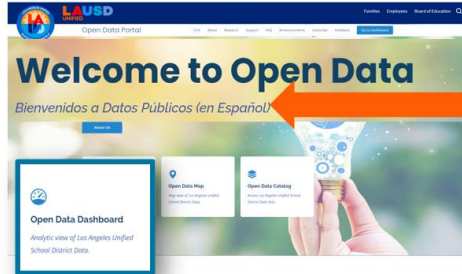 LAUSD
UNIFIED
Families Employees Board of Education
Open Data Portal
About Research Support FAQ Announcements Subscribe Feedback Go to Dashboard
Welcome to Open Data
Bienvenidos a Datos Públicos (en Español)
About Us
Open Data Map
Map view of Los Angeles Unified
School District Data.
Open Data Catalog
Access Los Angeles Unified School
District Data Sets.
Open Data Dashboard
Analytic view of Los Angeles Unified
School District Data.